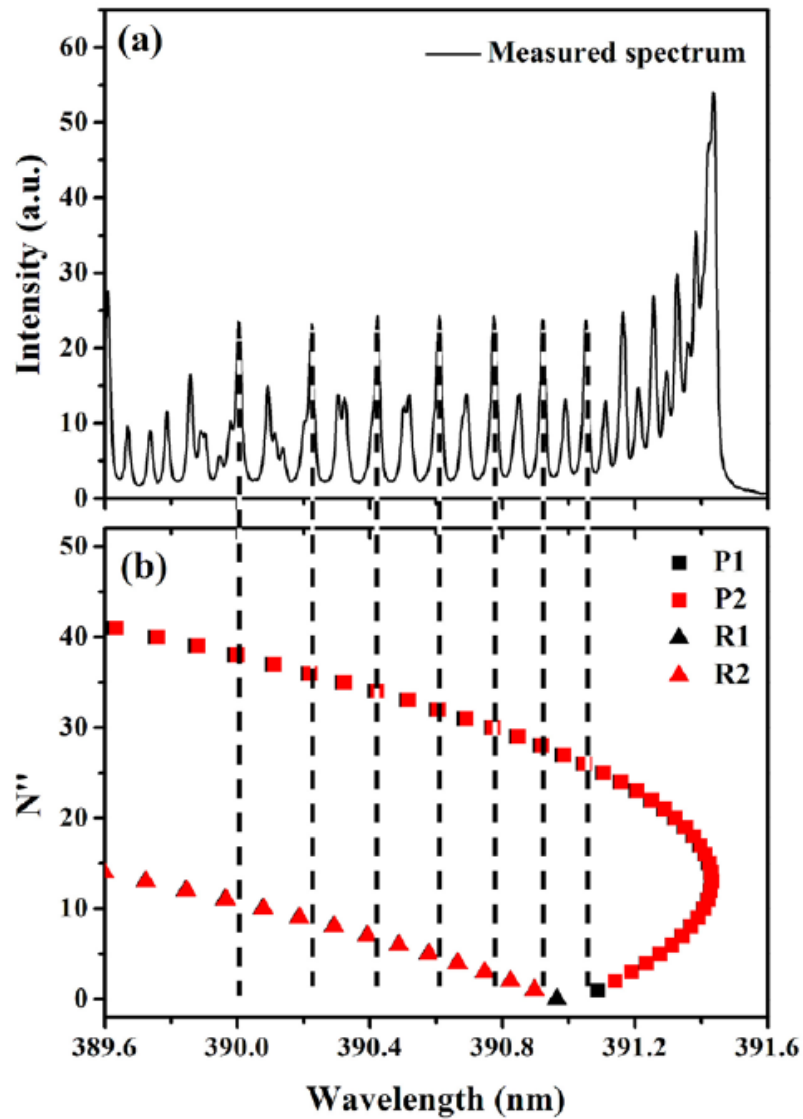 (a)
Measured spectrum
60
50
40
30
20
10
0
Intensity (a.u.)
(b)
P1
P2
R1
R2
50
40
30
20
10
0
N''
389.6 390.0 390.4 390.8 391.2 391.6
Wavelength (nm)